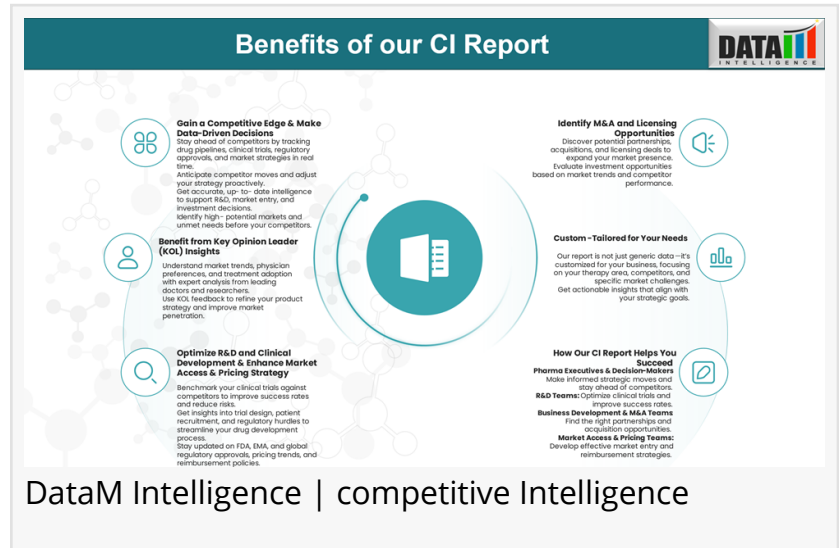 Benefits of our CI Report
DATA
INTELLIGENCE
Gain a Competitive Edge & Make
Data-Driven Decisions
Stay ahead of competitors by tracking
drug pipelines, clinical trials, regulatory
approvals, and market strategies in real
time.
Anticipate competitor moves and adjust
your strategy proactively.
Get accurate, up- to- date intelligence
to support R&D, market entry, and
investment decisions.
Identify high- potential markets and
unmet needs before your competitors.
Benefit from Key Opinion Leader
(KOL) Insights
Understand market trends, physician
preferences, and treatment adoption
with expert analysis from leading
doctors and researchers.
Use KOL feedback to refine your product
strategy and improve market
penetration.
Optimize R&D and Clinical
Development & Enhance Market
Access & Pricing Strategy
Benchmark your clinical trials against
competitors to improve success rates
and reduce risks.
Get insights into trial design, patient
recruitment, and regulatory hurdles to
streamline your drug development
process.
Stay updated on FDA, EMA, and global
regulatory approvals, pricing trends, and
reimbursement policies.
Identify M&A and Licensing
Opportunities
Discover potential partnerships,
acquisitions, and licensing deals to
expand your market presence.
Evaluate investment opportunities
based on market trends and competitor
performance.
Custom -Tailored for Your Needs
Our report is not just generic data—it's
customized for your business, focusing
on your therapy area, competitors, and
specific market challenges.
Get actionable insights that align with
your strategic goals.
How Our CI Report Helps You
Succeed
Pharma Executives & Decision-Makers
Make informed strategic moves and
stay ahead of competitors.
R&D Teams: Optimize clinical trials and
improve success rates.
Business Development & M&A Teams
Find the right partnerships and
acquisition opportunities.
Market Access & Pricing Teams:
Develop effective market entry and
reimbursement strategies.
DataM Intelligence | competitive Intelligence